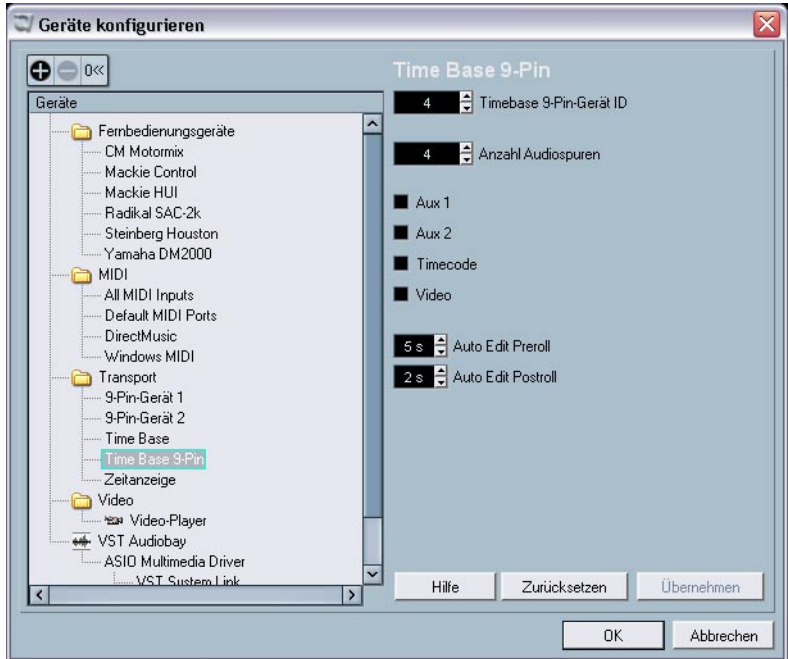 Geräte konfigurieren
0<<
Geräte
Fernbedienungsgeräte
CM Motormix
Mackie Control
Mackie HUI
Radikal SAC-2k
Steinberg Houston
Yamaha DM2000
MIDI
All MIDI Inputs
Default MIDI Ports
DirectMusic
Windows MIDI
Transport
9-Pin-Gerät 1
9-Pin-Gerät 2
Time Base
Time Base 9-Pin
Zeitanzeige
Video
Video-Player
VST Audiobay
ASIO Multimedia Driver
VST System Link
Time Base 9-Pin
4 Timebase 9-Pin-Gerät ID
4 Anzahl Audiospuren
Aux 1
Aux 2
Timecode
Video
5 s Auto Edit Preroll
2 s Auto Edit Postroll
Hilfe Zurücksetzen Übernehmen
OK Abbrechen